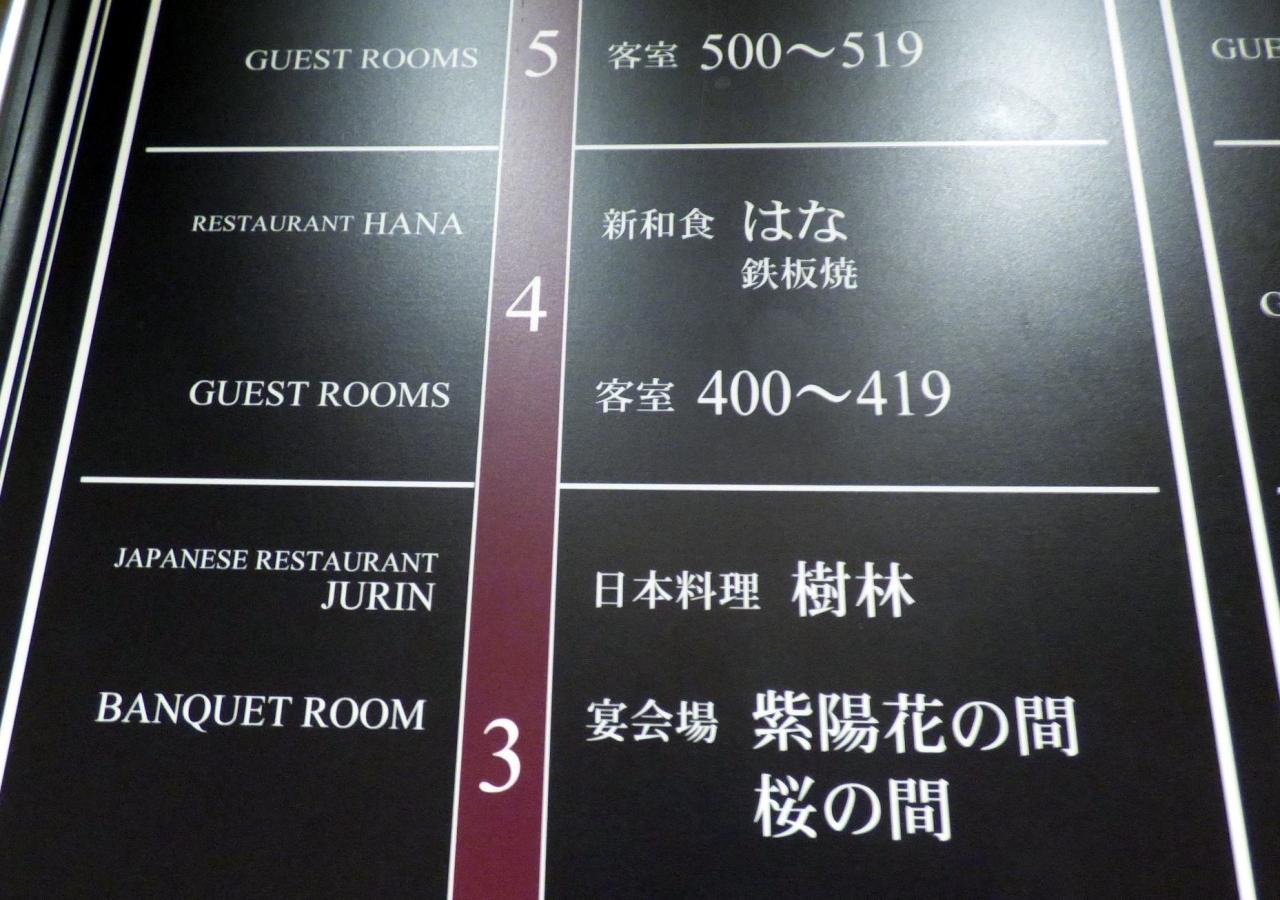 GUEST ROOMS 5 客室 500〜519
RESTAURANT HANA 新和食 はな
鉄板焼
4
GUEST ROOMS 客室 400〜419
JAPANESE RESTAURANT
JURIN 日本料理 樹林
BANQUET ROOM 宴会場 紫陽花の間
3
桜の間